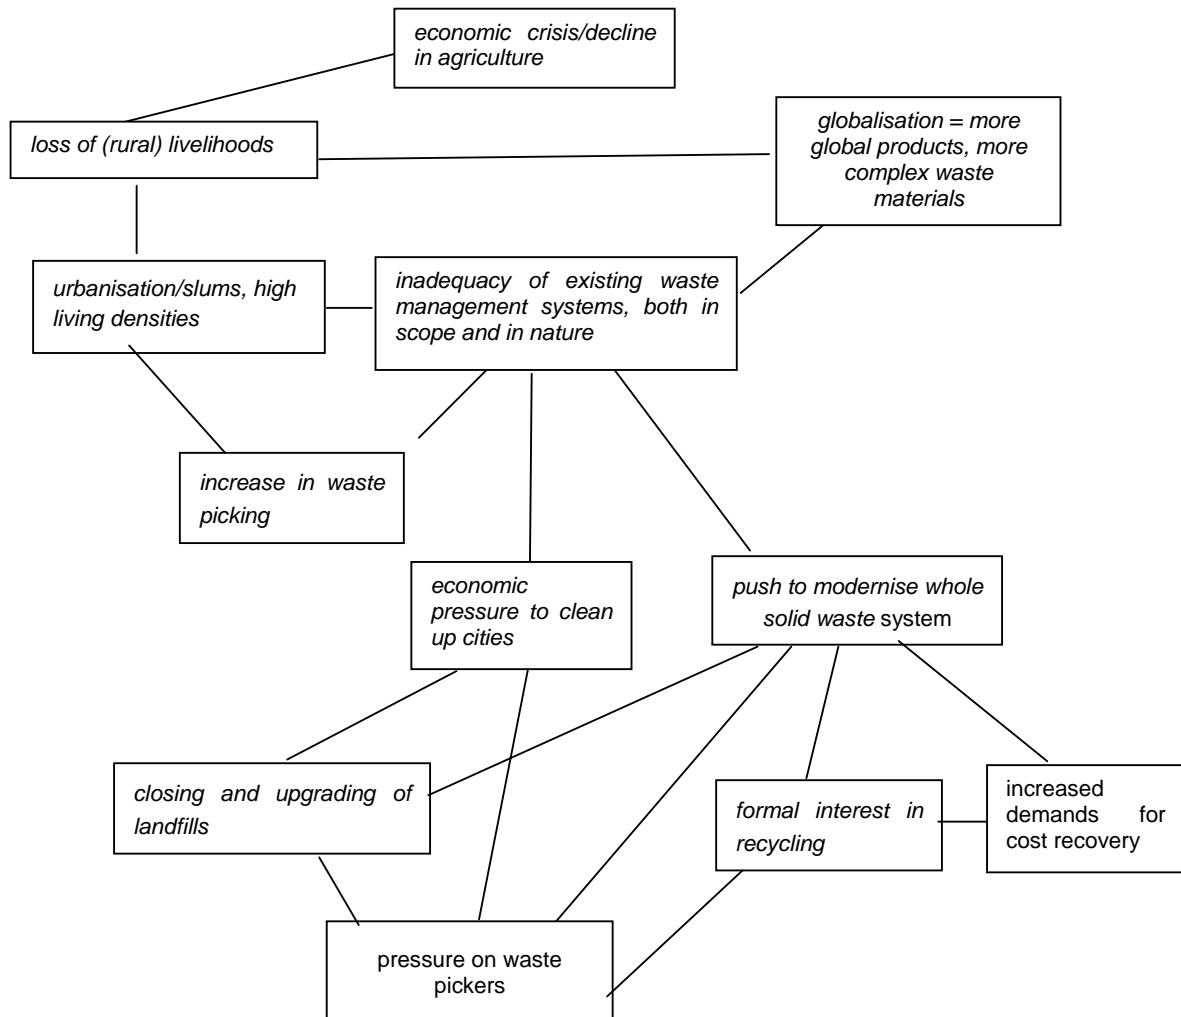 economic crisis/decline
in agriculture
loss of (rural) livelihoods
globalisation = more
global products, more
complex waste
materials
urbanisation/slums, high
living densities
inadequacy of existing waste
management systems, both in
scope and in nature
increase in waste
picking
economic
pressure to clean
up cities
push to modernise whole
solid waste system
closing and upgrading of
landfills
formal interest in
recycling
increased
demands for
cost recovery
pressure on waste
pickers